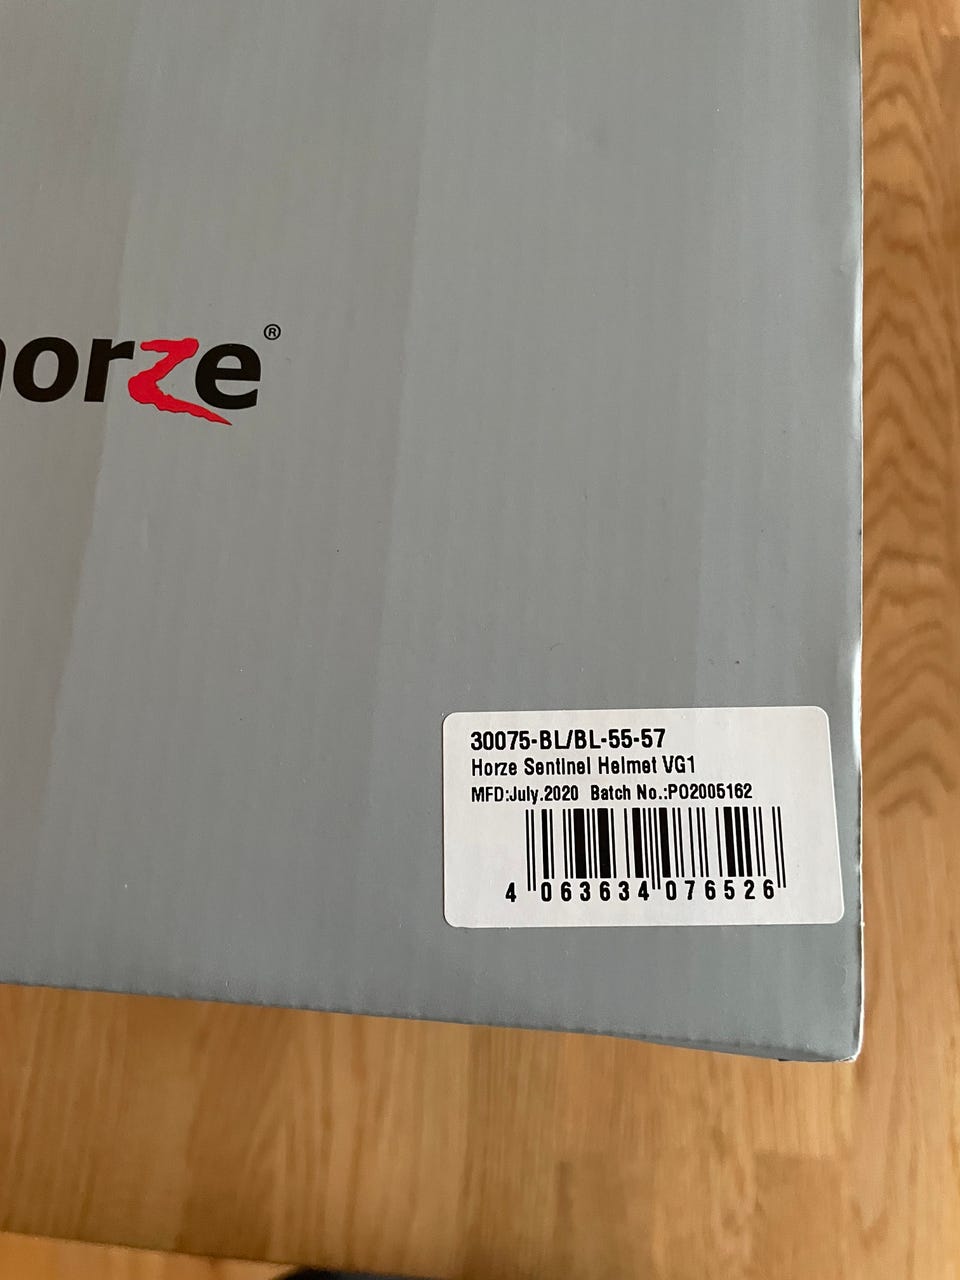 horze®
30075-BL/BL-55-57
Horze Sentinel Helmet VG1
MFD:July.2020 Batch No.:PO2005162
4 063634 076526